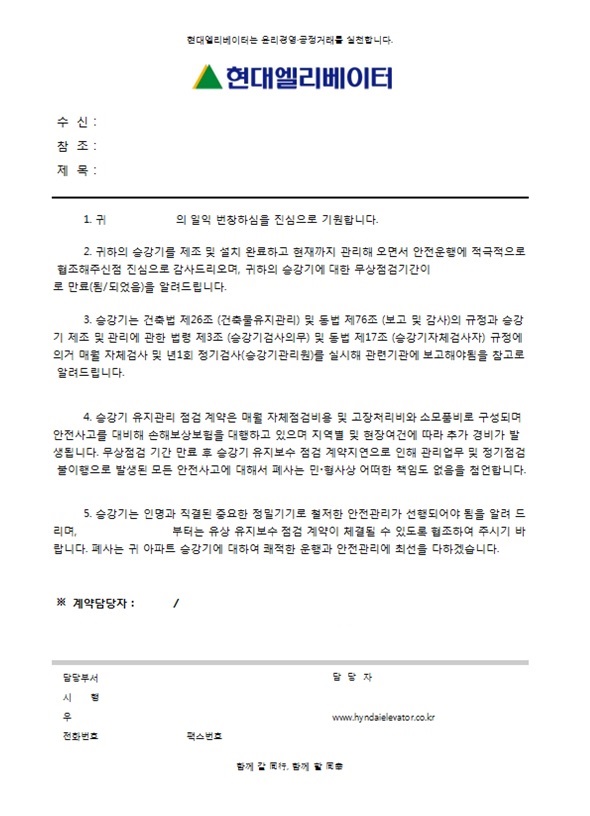 현대엘리베이터는 윤리경영·공정거래를 실천합니다.
현대엘리베이터
수 신 :
참 조 :
제 목 :
1. 귀 의 일익 번창하심을 진심으로 기원합니다.
2. 귀하의 승강기를 제조 및 설치 완료하고 현재까지 관리해 오면서 안전운행에 적극적으로
협조해주신점 진심으로 감사드리오며, 귀하의 승강기에 대한 무상점검기간이
로 만료(됨/되었음)을 알려드립니다.
3. 승강기는 건축법 제26조 (건축물유지관리) 및 동법 제76조 (보고 및 감사)의 규정과 승강
기 제조 및 관리에 관한 법령 제3조 (승강기검사의무) 및 동법 제17조 (승강기자체검사자) 규정에
의거 매월 자체검사 및 년1회 정기검사(승강기관리원)를 실시해 관련기관에 보고해야됨을 참고로
알려드립니다.
4. 승강기 유지관리 점검 계약은 매월 자체점검비용 및 고장처리비와 소모품비로 구성되며
안전사고를 대비해 손해보상보험을 대행하고 있으며 지역별 및 현장여건에 따라 추가 경비가 발
생됩니다. 무상점검 기간 만료 후 승강기 유지보수 점검 계약지연으로 인해 관리업무 및 정기점검
불이행으로 발생된 모든 안전사고에 대해서 폐사는 민·형사상 어떠한 책임도 없음을 첨언합니다.
5. 승강기는 인명과 직결된 중요한 정밀기기로 철저한 안전관리가 선행되어야 됨을 알려 드
리며, 부터는 유상 유지보수 점검 계약이 체결될 수 있도록 협조하여 주시기 바
랍니다. 폐사는 귀 아파트 승강기에 대하여 쾌적한 운행과 안전관리에 최선을 다하겠습니다.
※ 계약담당자 : /
담당부서 담 당 자
시 행
우 www.hyndaielevator.co.kr
전화번호 팩스번호
함께 갈 同行, 함께 할 同幸